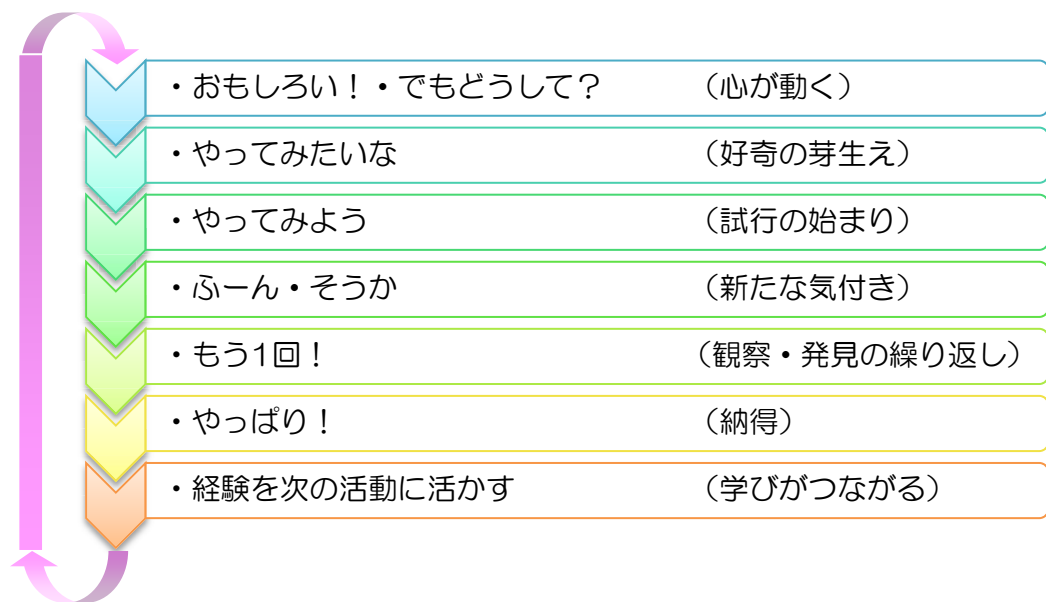 ・おもしろい！・でもどうして？ （心が動く）
・やってみたいな （好奇の芽生え）
・やってみよう （試行の始まり）
・ふーん・そうか （新たな気付き）
・もう1回！ （観察・発見の繰り返し）
・やっぱり！ （納得）
・経験を次の活動に活かす （学びがつながる）